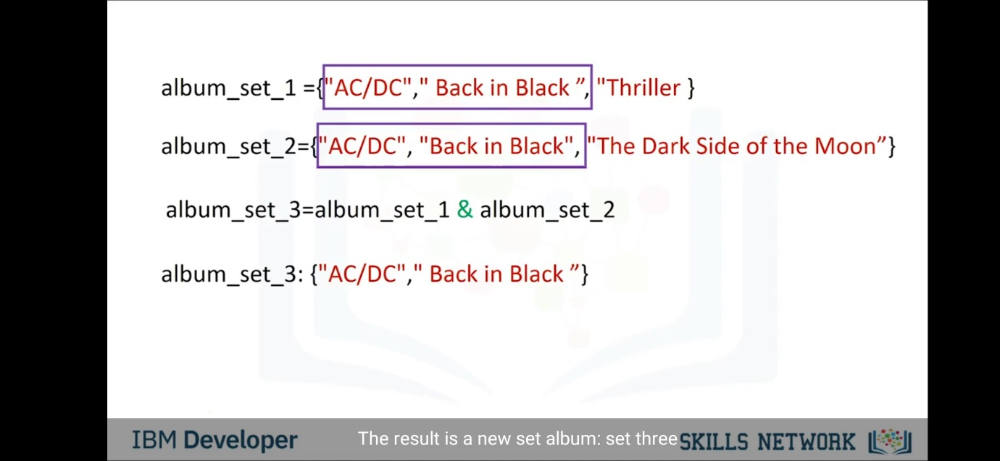 album_set_1 ={"AC/DC"," Back in Black ”, "Thriller }
album_set_2={"AC/DC", "Back in Black", "The Dark Side of the Moon”}
album_set_3=album_set_1 & album_set_2
album_set_3: {"AC/DC"," Back in Black ”}
IBM Developer
The result is a new set album: set three
SKILLS NETWORK